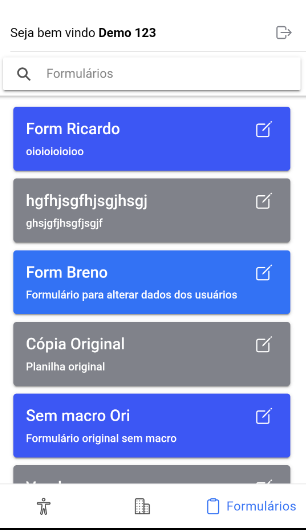 Seja bem vindo Demo 123
Formulários
Form Ricardo
oioioioioioo
hgfhjsgfhjsgjhsgj
ghsjgfjhsgfjsgjf
Form Breno
Formulário para alterar dados dos usuários
Cópia Original
Planilha original
Sem macro Ori
Formulário original sem macro
Formulários